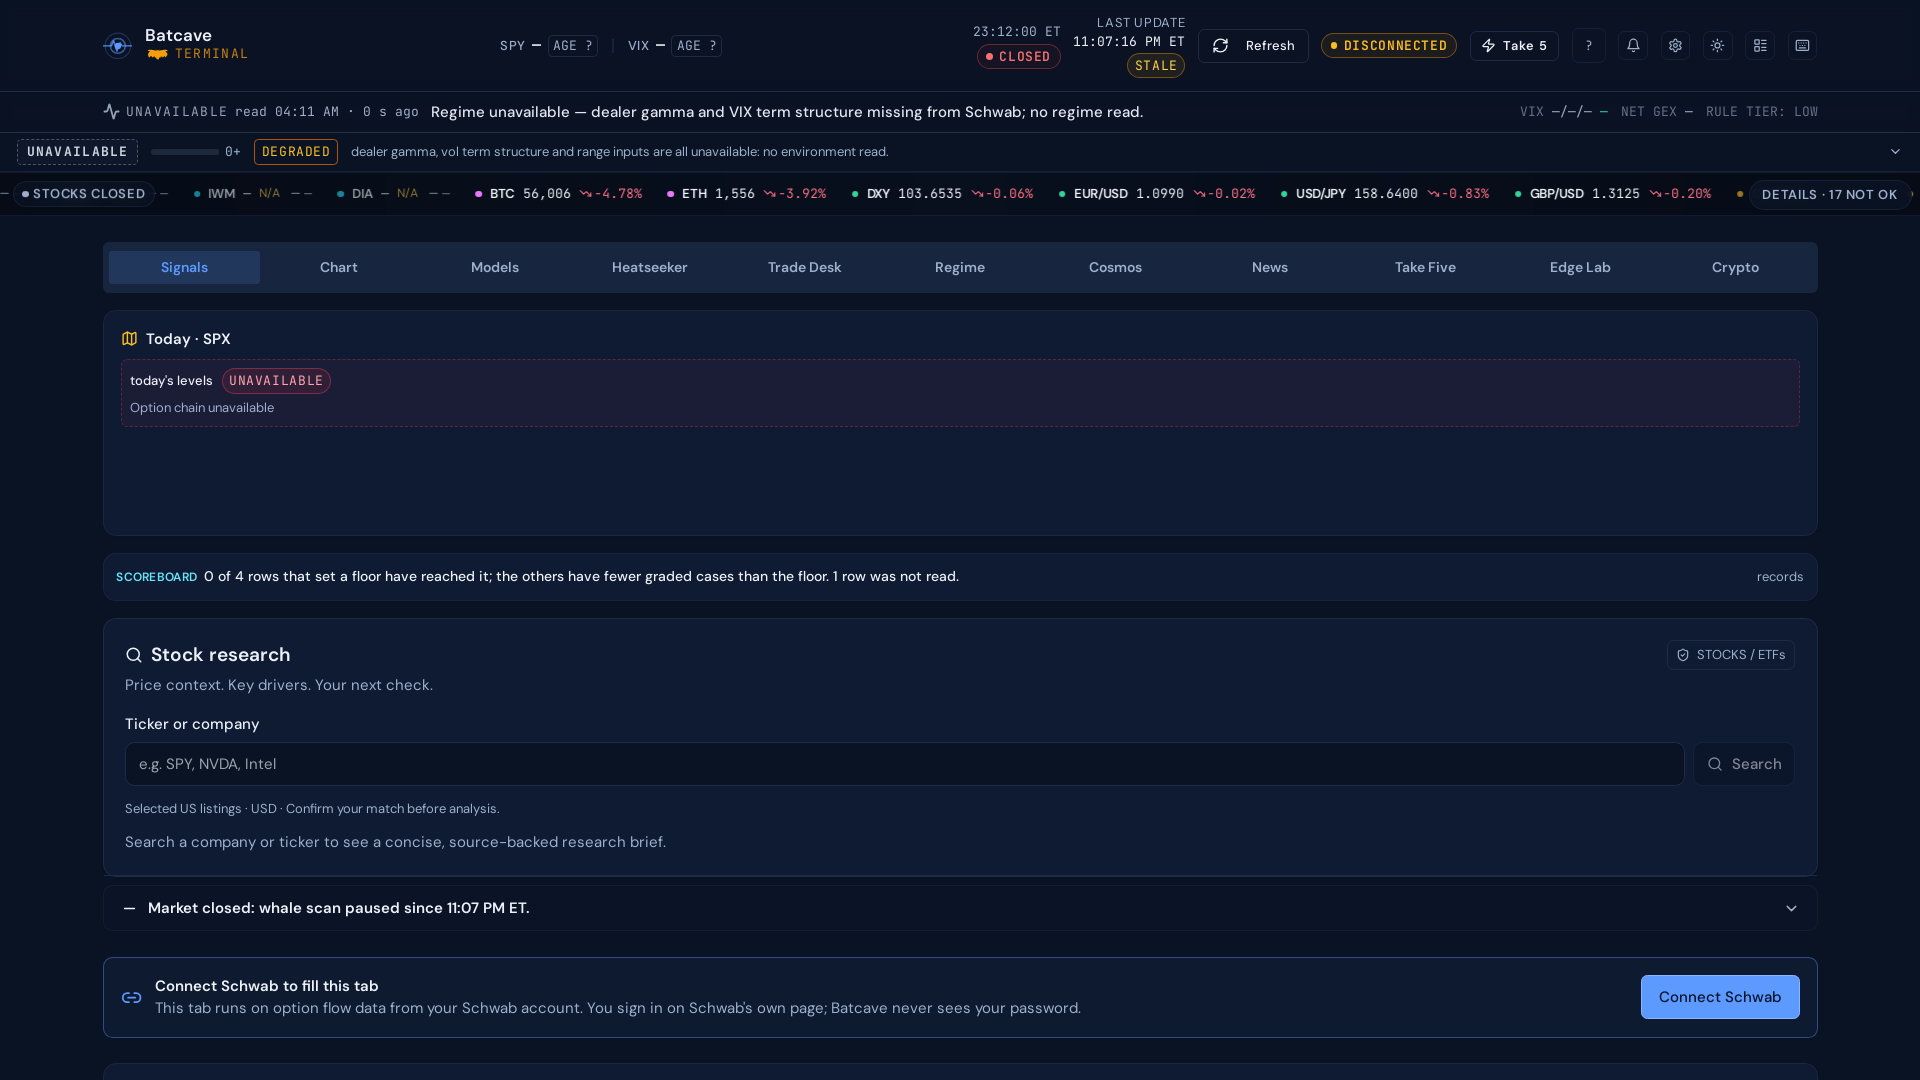 Batcave
TERMINAL
SPY — AGE ?
VIX — AGE ?
23:12:00 ET
CLOSED
LAST UPDATE
11:07:16 PM ET
STALE
Refresh
DISCONNECTED
Take 5
?
UNAVAILABLE read 04:11 AM · 0 s ago Regime unavailable — dealer gamma and VIX term structure missing from Schwab; no regime read.
VIX —/—/— — NET GEX — RULE TIER: LOW
UNAVAILABLE 0+ DEGRADED dealer gamma, vol term structure and range inputs are all unavailable: no environment read.
— STOCKS CLOSED — IWM — N/A — — DIA — N/A — — BTC 56,006 -4.78% ETH 1,556 -3.92% DXY 103.6535 -0.06% EUR/USD 1.0990 -0.02% USD/JPY 158.6400 -0.83% GBP/USD 1.3125 -0.20% DETAILS · 17 NOT OK
Signals Chart Models Heatseeker Trade Desk Regime Cosmos News Take Five Edge Lab Crypto
Today · SPX
today's levels UNAVAILABLE
Option chain unavailable
SCOREBOARD 0 of 4 rows that set a floor have reached it; the others have fewer graded cases than the floor. 1 row was not read. records
Stock research
STOCKS / ETFs
Price context. Key drivers. Your next check.
Ticker or company
e.g. SPY, NVDA, Intel
Search
Selected US listings · USD · Confirm your match before analysis.
Search a company or ticker to see a concise, source-backed research brief.
— Market closed: whale scan paused since 11:07 PM ET.
Connect Schwab to fill this tab
This tab runs on option flow data from your Schwab account. You sign in on Schwab's own page; Batcave never sees your password.
Connect Schwab